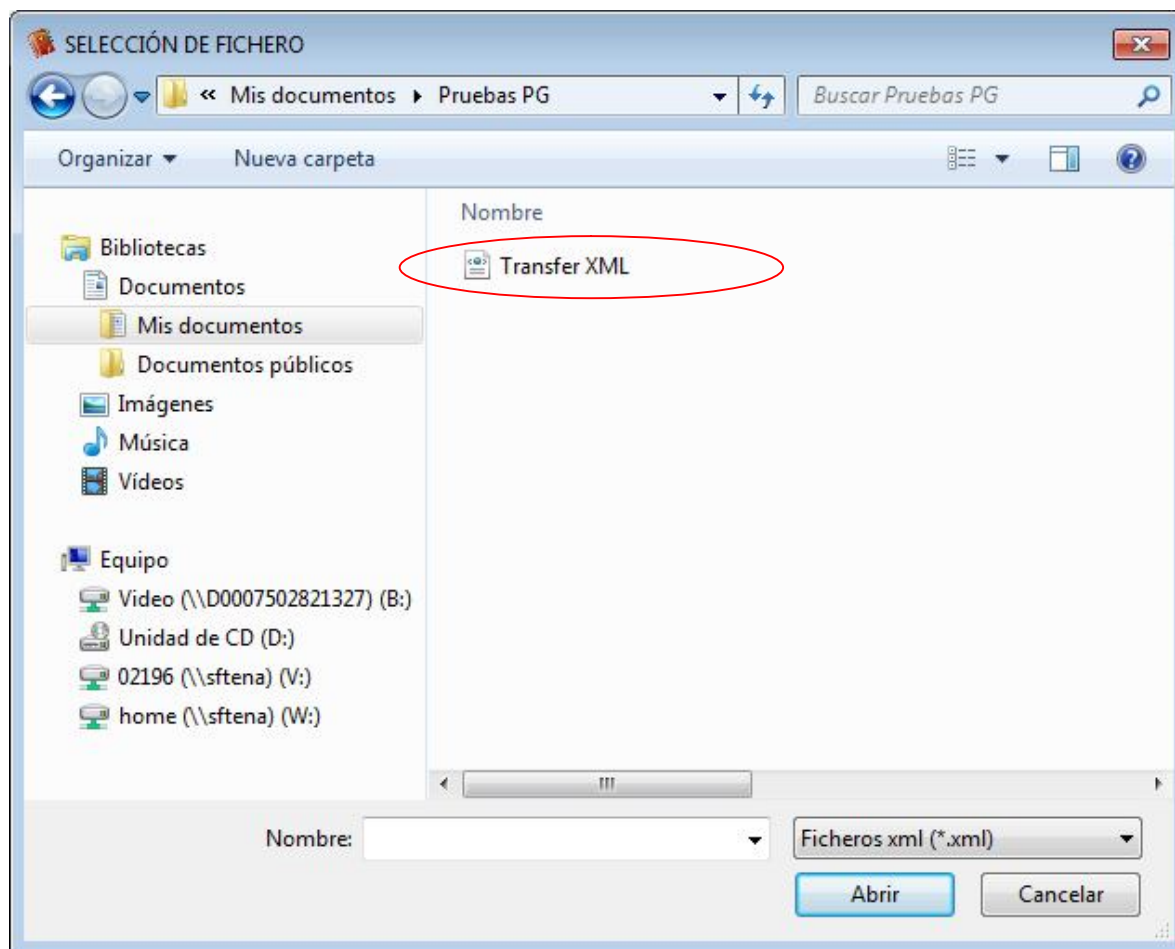 SELECCIÓN DE FICHERO
« Mis documentos Pruebas PG Buscar Pruebas PG
Organizar Nueva carpeta
Nombre
Transfer XML
Bibliotecas
Documentos
Mis documentos
Documentos públicos
Imágenes
Música
Vídeos
Equipo
Video (\\D0007502821327) (B:)
Unidad de CD (D:)
02196 (\\sftena) (V:)
home (\\sftena) (W:)
Nombre: Ficheros xml (*.xml)
Abrir Cancelar